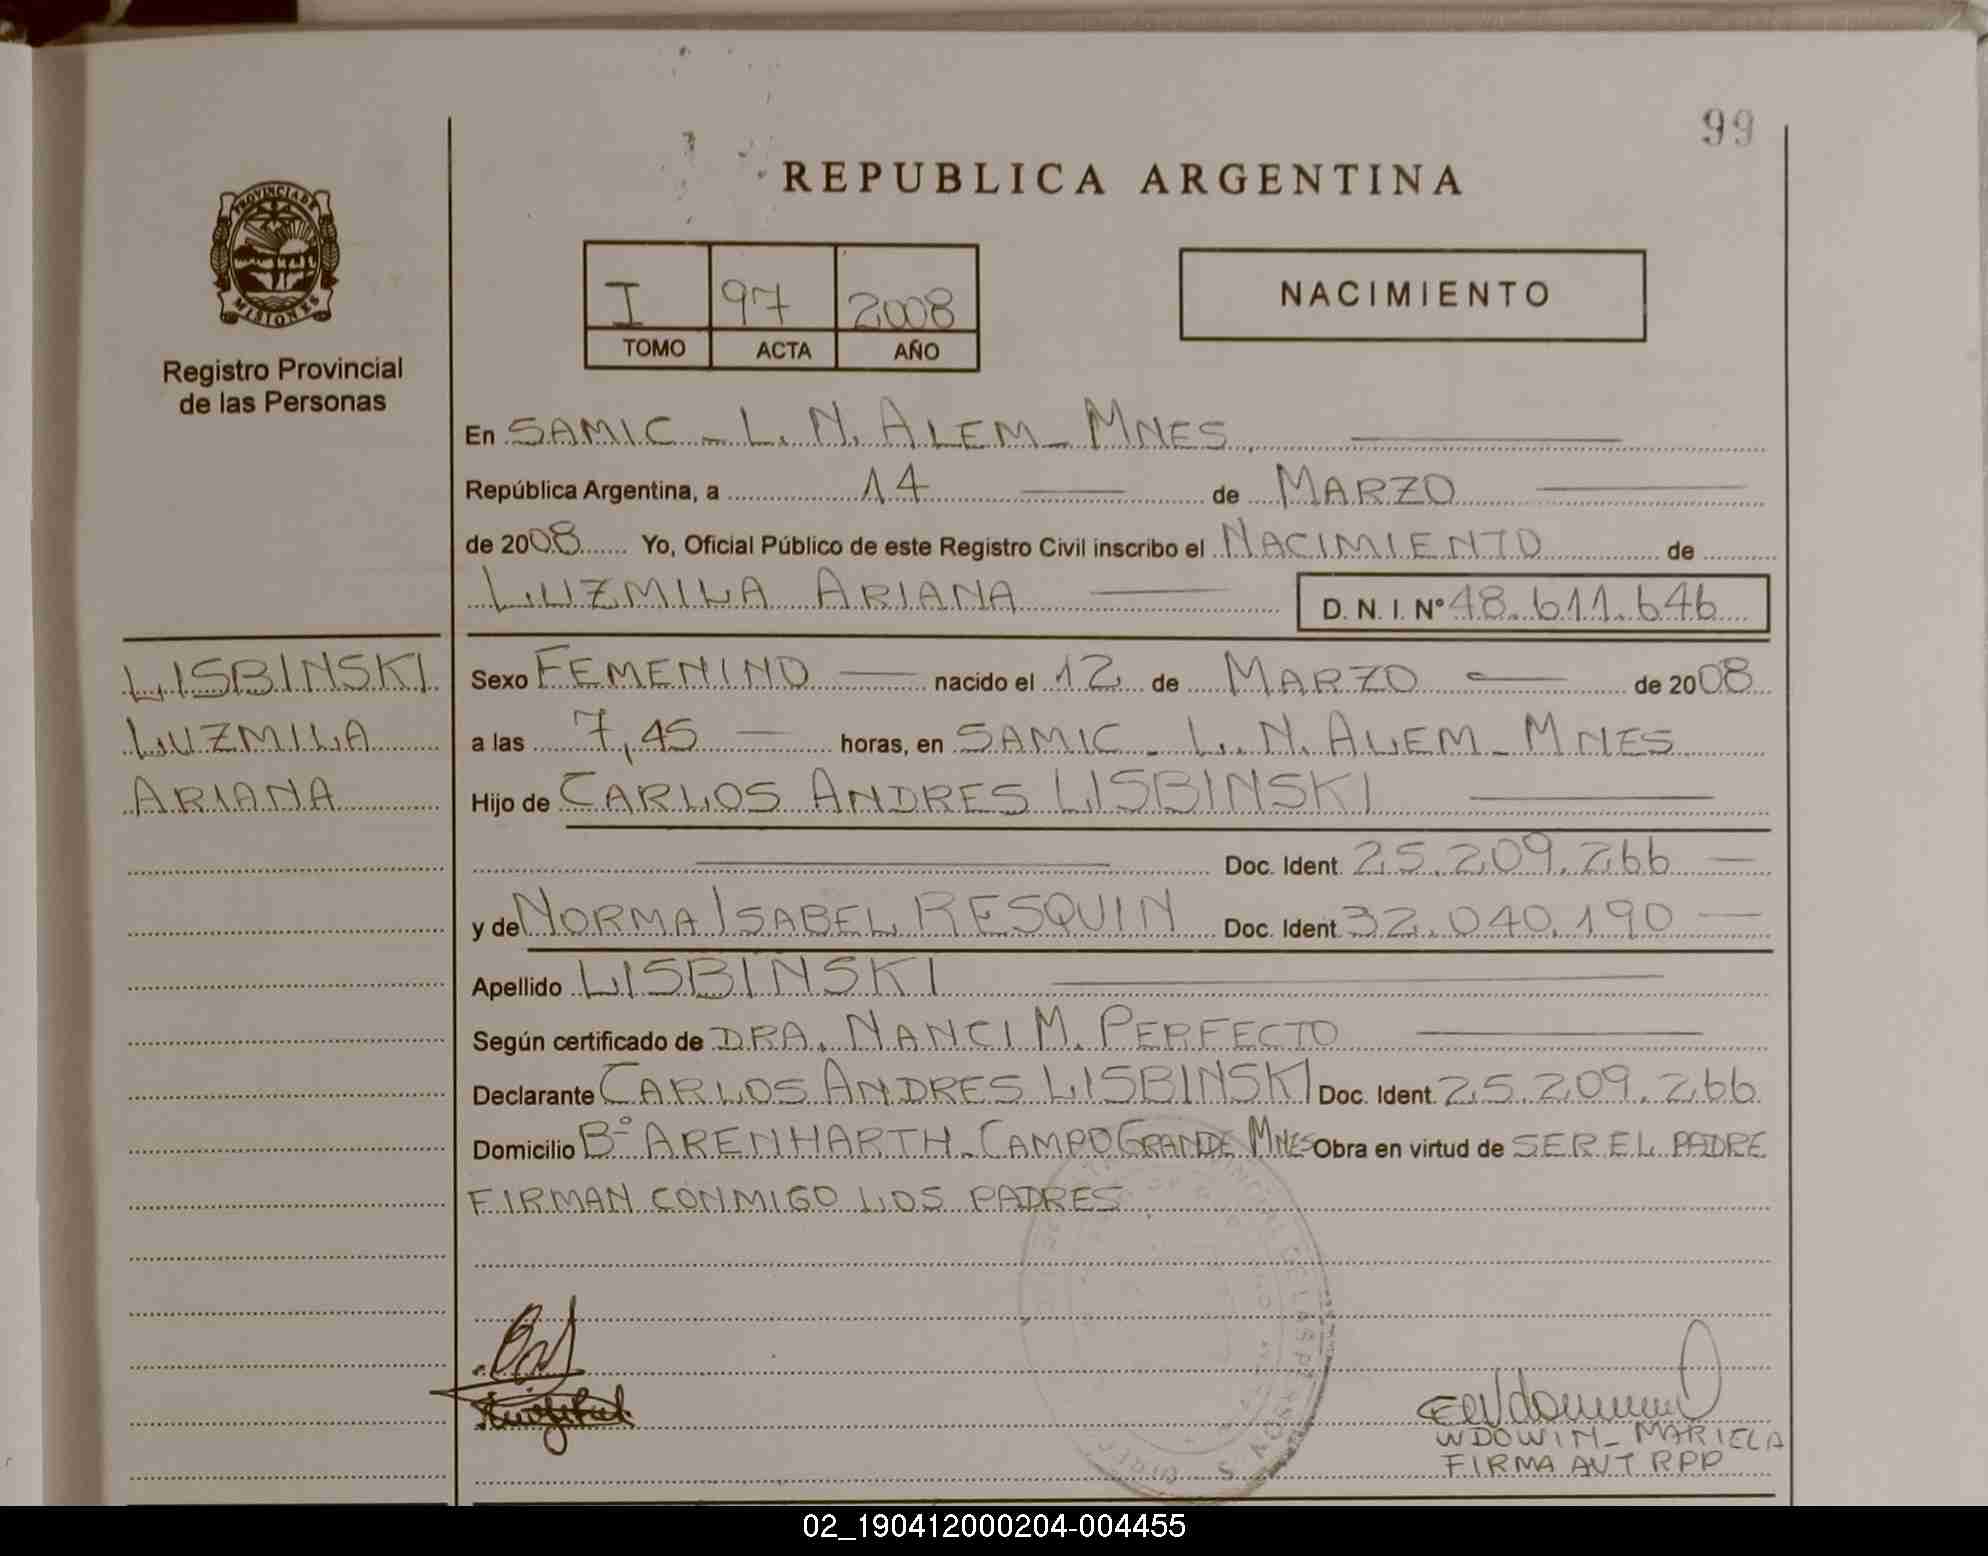 99
REPUBLICA ARGENTINA
PROVINCIA DE
MISIONES
Registro Provincial
de las Personas
I 97 2008
TOMO ACTA AÑO
NACIMIENTO
En SAMIC - L. N. ALEM - MNES
República Argentina, a 14 de MARZO
de 2008 Yo, Oficial Público de este Registro Civil inscribo el NACIMIENTO de
LUZMILA ARIANA D. N. I. N° 48.611.646
LISBINSKI
LUZMILA
ARIANA
Sexo FEMENINO nacido el 12 de MARZO de 2008
a las 7,45 horas, en SAMIC - L. N. ALEM - MNES
Hijo de CARLOS ANDRES LISBINSKI
Doc. Ident. 25.209.266
y de NORMA ISABEL RESQUIN Doc. Ident. 32.040.190
Apellido LISBINSKI
Según certificado de DRA. NANCI M. PERFECTO
Declarante CARLOS ANDRES LISBINSKI Doc. Ident. 25.209.266
Domicilio B° ARENHARTH - CAMPO GRANDE MNES Obra en virtud de SER EL PADRE
FIRMAN CONMIGO LOS PADRES
WDOWIN - MARIELA
FIRMA AUT RPP
02_190412000204-004455